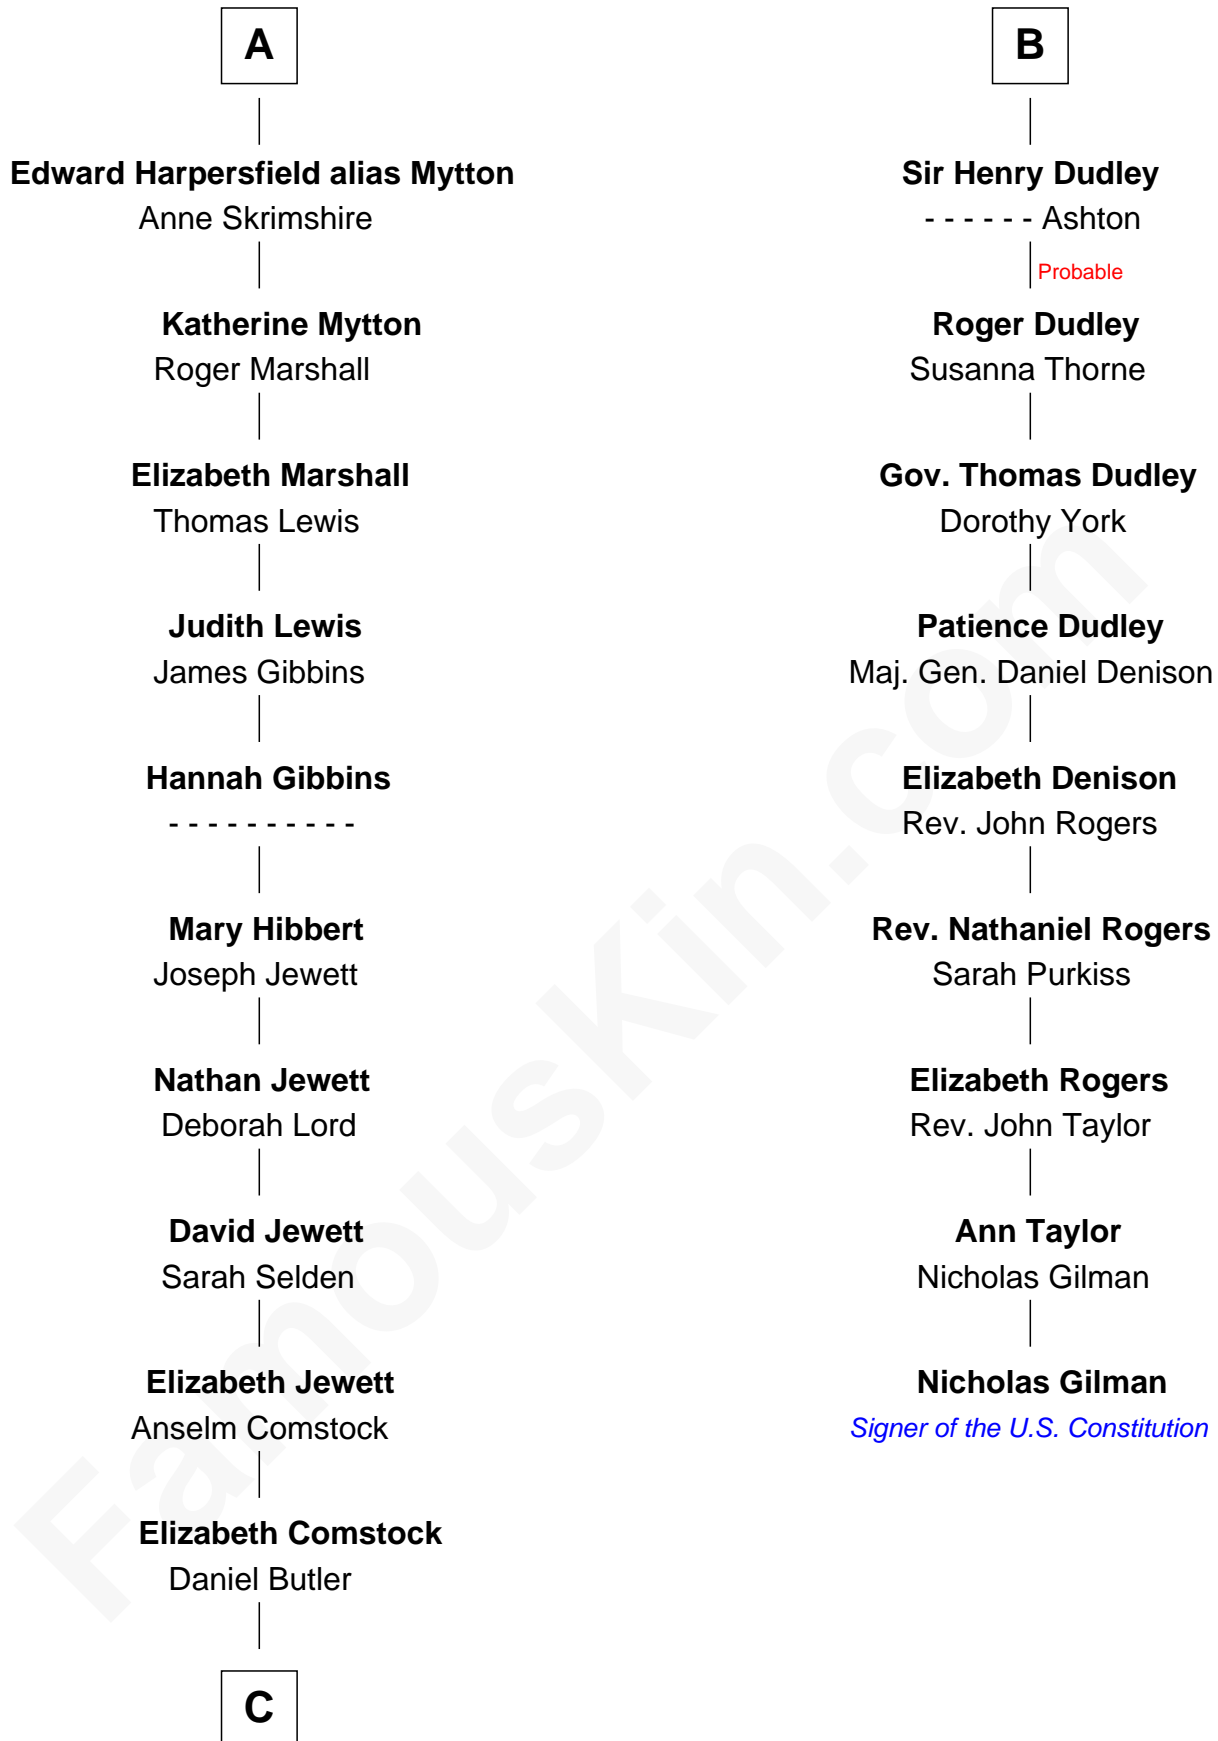 A
Edward Harpersfield alias Mytton
Anne Skrimshire
Katherine Mytton
Roger Marshall
Elizabeth Marshall
Thomas Lewis
Judith Lewis
James Gibbins
Hannah Gibbins
- - - - - - - - - -
Mary Hibbert
Joseph Jewett
Nathan Jewett
Deborah Lord
David Jewett
Sarah Selden
Elizabeth Jewett
Anselm Comstock
Elizabeth Comstock
Daniel Butler
C
B
Sir Henry Dudley
- - - - - - Ashton
Probable
Roger Dudley
Susanna Thorne
Gov. Thomas Dudley
Dorothy York
Patience Dudley
Maj. Gen. Daniel Denison
Elizabeth Denison
Rev. John Rogers
Rev. Nathaniel Rogers
Sarah Purkiss
Elizabeth Rogers
Rev. John Taylor
Ann Taylor
Nicholas Gilman
Nicholas Gilman
Signer of the U.S. Constitution
FamousKin.com